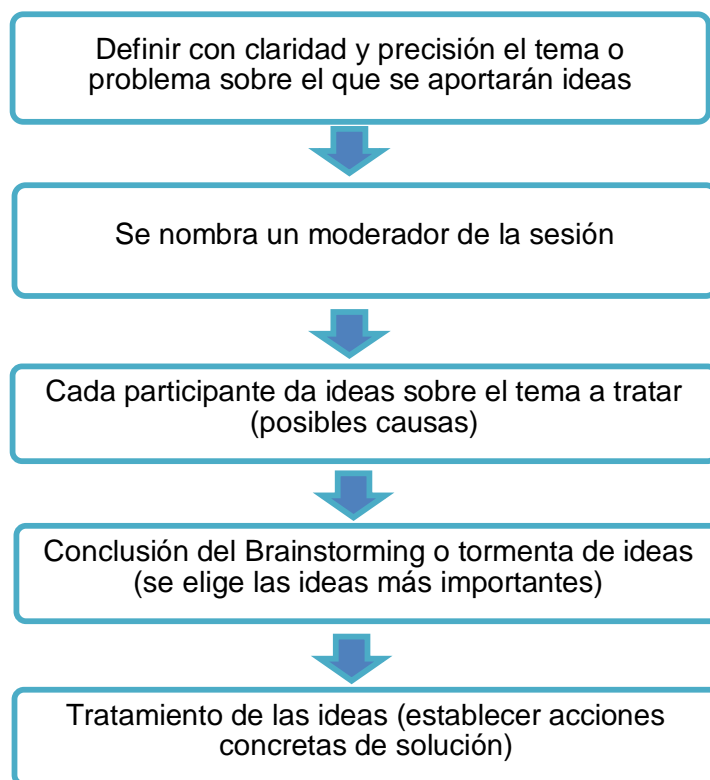 Definir con claridad y precisión el tema o
problema sobre el que se aportarán ideas
Se nombra un moderador de la sesión
Cada participante da ideas sobre el tema a tratar
(posibles causas)
Conclusión del Brainstorming o tormenta de ideas
(se elige las ideas más importantes)
Tratamiento de las ideas (establecer acciones
concretas de solución)